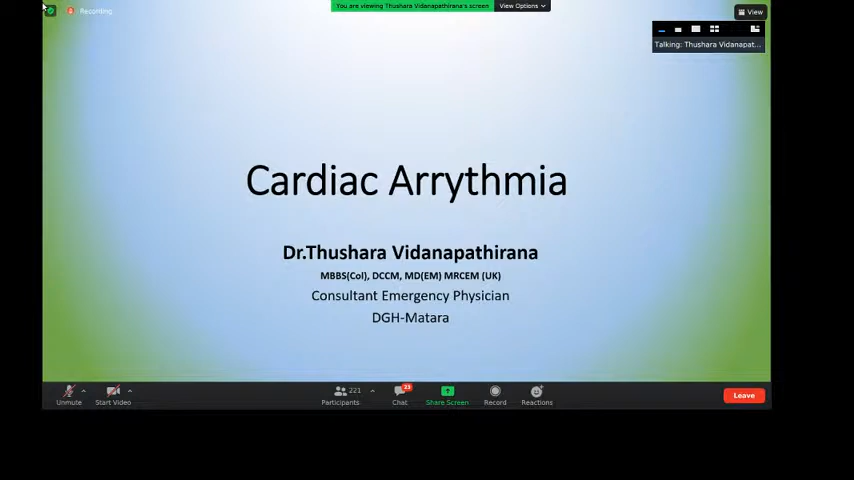 Recording
You are viewing Thushara Vidanapathirana's screen
View Options
View
Talking: Thushara Vidanapat...
Cardiac Arrythmia
Dr.Thushara Vidanapathirana
MBBS(Col), DCCM, MD(EM) MRCEM (UK)
Consultant Emergency Physician
DGH-Matara
Unmute
Start Video
221
Participants
33
Chat
Share Screen
Record
Reactions
Leave